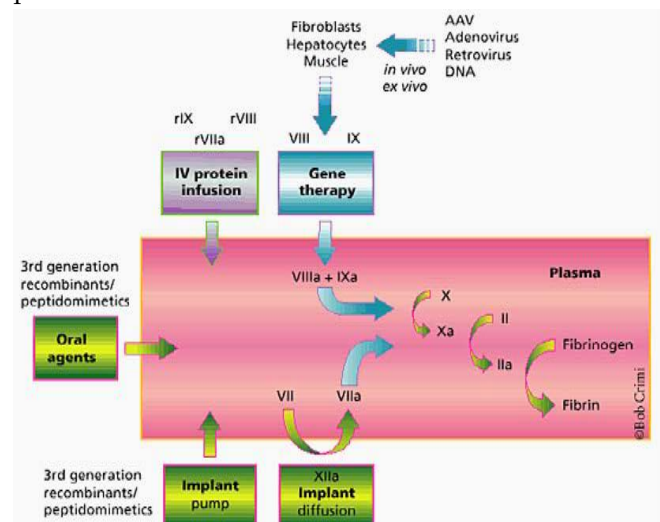 Fibroblasts
Hepatocytes
Muscle
AAV
Adenovirus
Retrovirus
DNA
in vivo
ex vivo
rIX rVIII
rVIIa
VIII IX
IV protein
infusion
Gene
therapy
3rd generation
recombinants/
peptidomimetics
Oral
agents
Plasma
VIIIa + IXa
X
Xa
II
IIa
Fibrinogen
Fibrin
VII VIIa
©Bob Crimi
3rd generation
recombinants/
peptidomimetics
Implant
pump
XIIa
Implant
diffusion